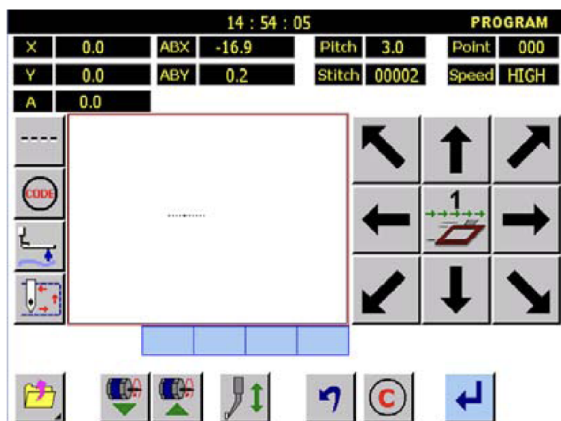 14 : 54 : 05 PROGRAM
X 0.0 ABX -16.9 Pitch 3.0 Point 000
Y 0.0 ABY 0.2 Stitch 00002 Speed HIGH
A 0.0
CODE
1
C